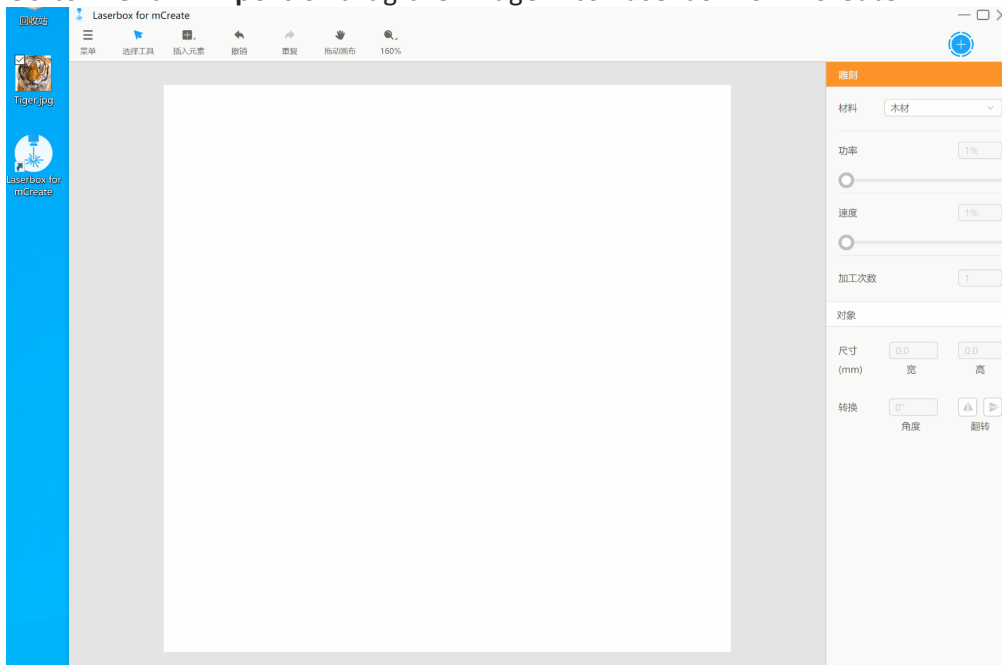 回收站
Tiger.jpg
Laserbox for
mCreate
Laserbox for mCreate
菜单
选择工具
插入元素
撤销
重复
拖动画布
160%
雕刻
材料
木材
功率
1%
速度
1%
加工次数
1
对象
尺寸
(mm)
0.0
宽
0.0
高
转换
0°
角度
翻转